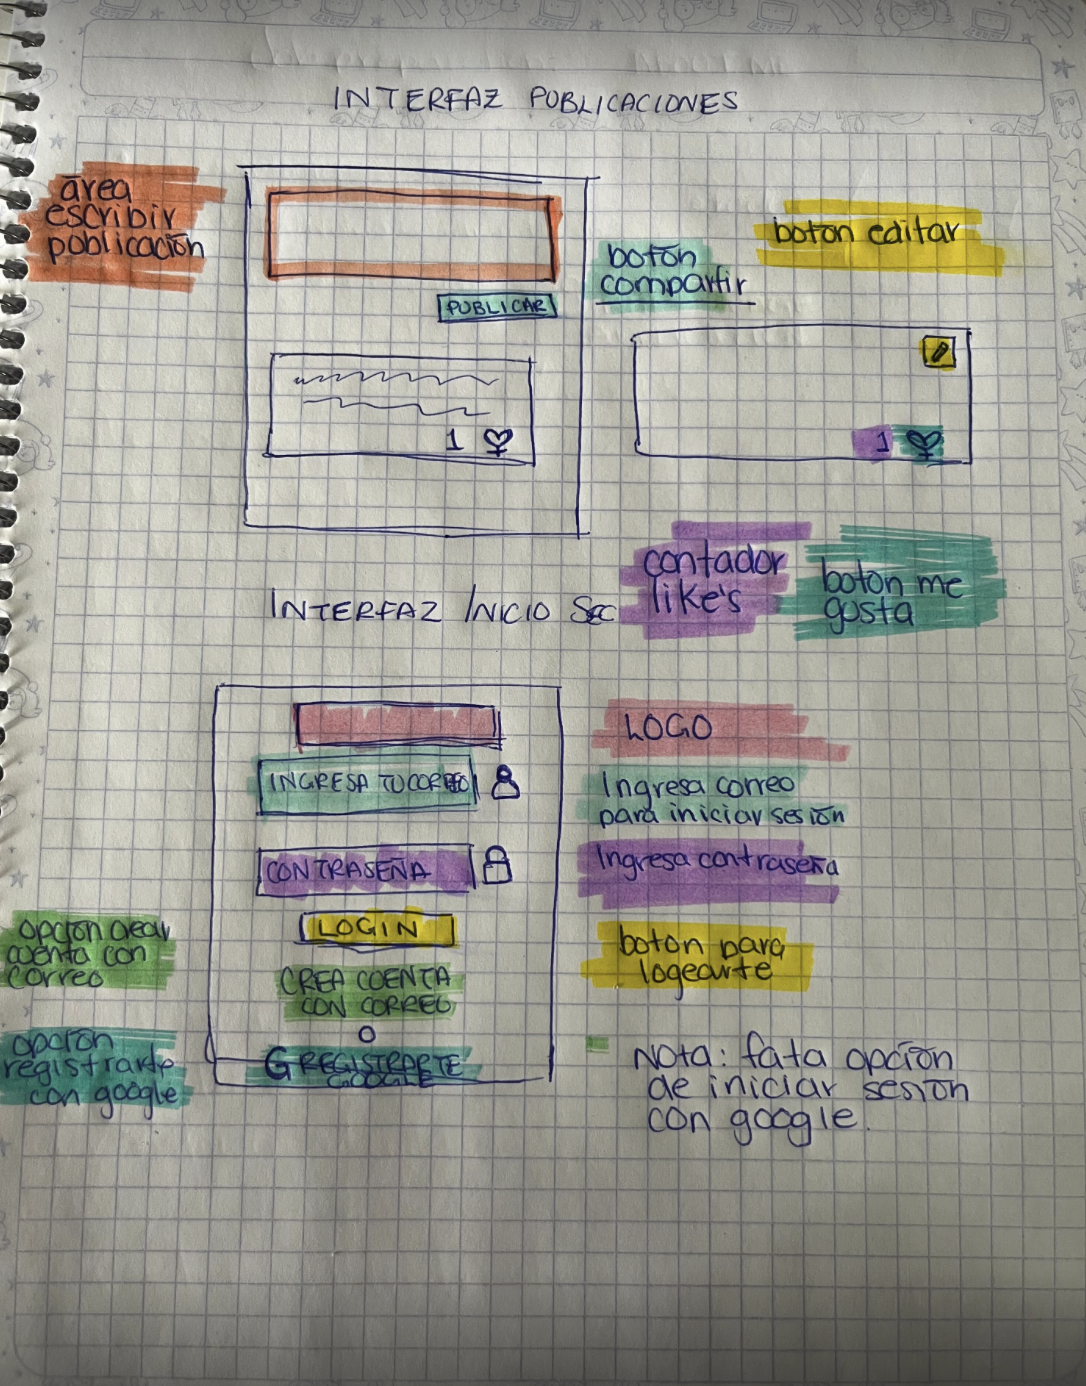 INTERFAZ PUBLICACIONES
área
escribir
poblicación
botón editar
botón
compartir
PUBLICAR
1
1
contador
like's
botón me
gusta
INTERFAZ INICIO
LOGO
INGRESA TU CORREO
Ingresa correo
para iniciar sesión
CONTRASEÑA
Ingresa contraseña
LOGIN
botón para
logearte
opción crear
cuenta con
correo
CREA CUENTA
CON CORREO
O
opción
registrarte
con google
G REGISTRARTE
GOOGLE
Nota: fata opción
de iniciar sesión
con google.